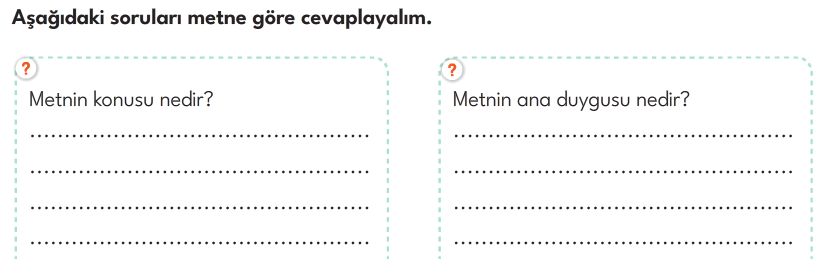 Aşağıdaki soruları metne göre cevaplayalım.
?
Metnin konusu nedir?
?
Metnin ana duygusu nedir?